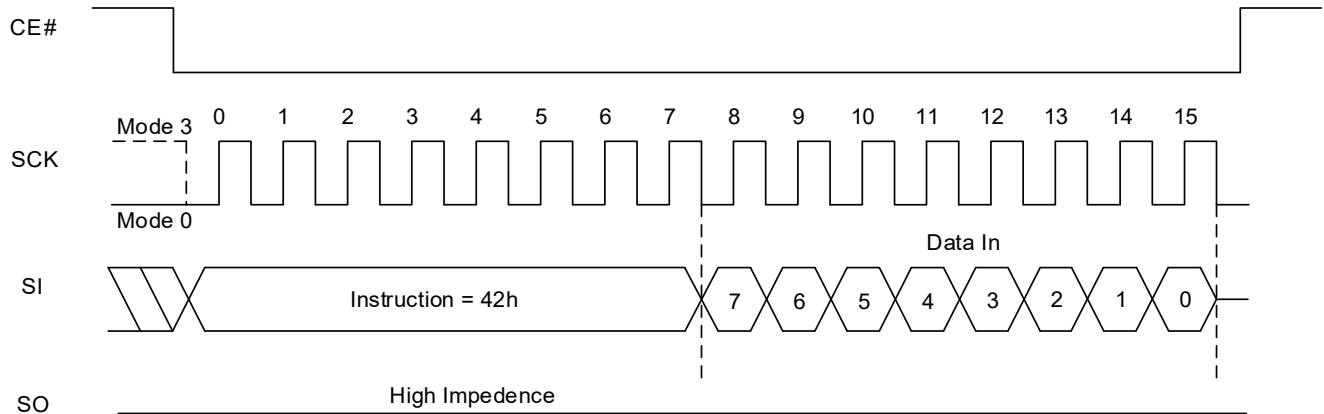 CE#
0 1 2 3 4 5 6 7 8 9 10 11 12 13 14 15
Mode 3
SCK
Mode 0
Data In
SI
Instruction = 42h
7 6 5 4 3 2 1 0
High Impedence
SO